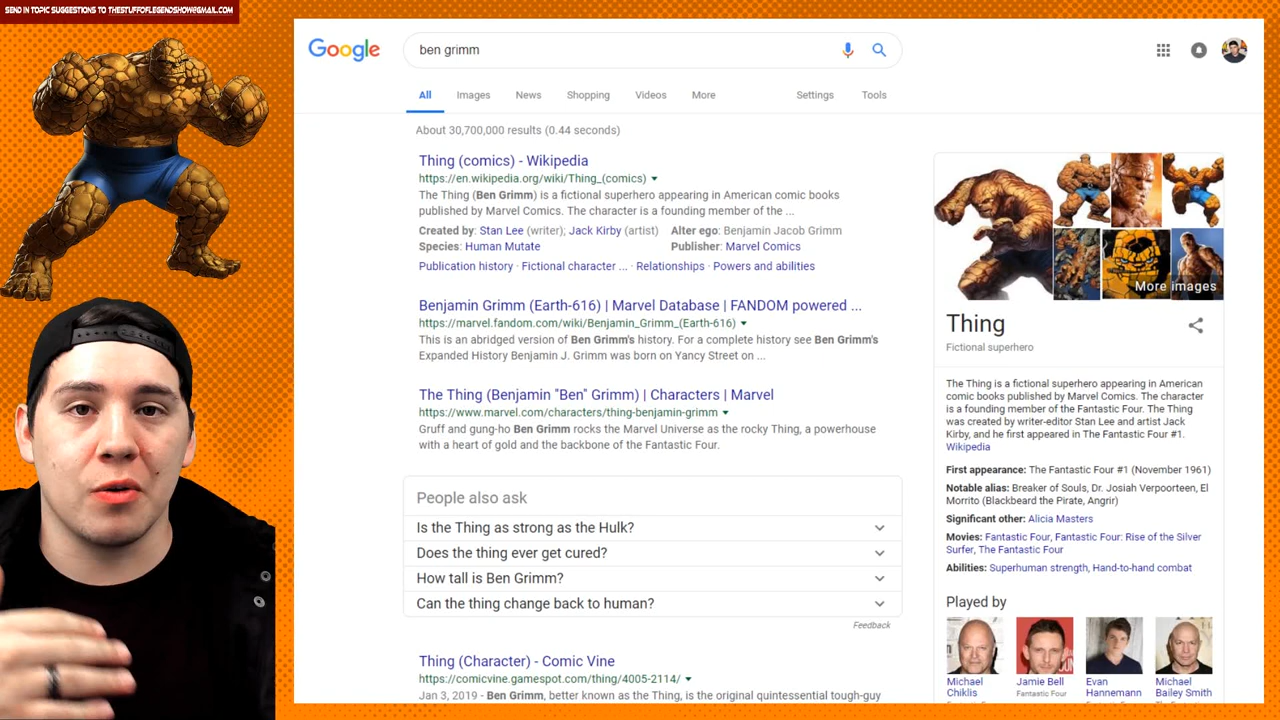 SEND IN TOPIC SUGGESTIONS TO THESTUFFOFLEGENDSHOW@GMAIL.COM
Google
ben grimm
All Images News Shopping Videos More Settings Tools
About 30,700,000 results (0.44 seconds)
Thing (comics) - Wikipedia
https://en.wikipedia.org/wiki/Thing_(comics)
The Thing (Ben Grimm) is a fictional superhero appearing in American comic books
published by Marvel Comics. The character is a founding member of the ...
Created by: Stan Lee (writer); Jack Kirby (artist) Alter ego: Benjamin Jacob Grimm
Species: Human Mutate Publisher: Marvel Comics
Publication history · Fictional character ... · Relationships · Powers and abilities
Benjamin Grimm (Earth-616) | Marvel Database | FANDOM powered ...
https://marvel.fandom.com/wiki/Benjamin_Grimm_(Earth-616)
This is an abridged version of Ben Grimm's history. For a complete history see Ben Grimm's
Expanded History Benjamin J. Grimm was born on Yancy Street on ...
The Thing (Benjamin "Ben" Grimm) | Characters | Marvel
https://www.marvel.com/characters/thing-benjamin-grimm
Gruff and gung-ho Ben Grimm rocks the Marvel Universe as the rocky Thing, a powerhouse
with a heart of gold and the backbone of the Fantastic Four.
People also ask
Is the Thing as strong as the Hulk?
Does the thing ever get cured?
How tall is Ben Grimm?
Can the thing change back to human?
Feedback
Thing (Character) - Comic Vine
https://comicvine.gamespot.com/thing/4005-2114/
Jan 3, 2019 - Ben Grimm, better known as the Thing, is the original quintessential tough-guy
More images
Thing
Fictional superhero
The Thing is a fictional superhero appearing in American
comic books published by Marvel Comics. The character
is a founding member of the Fantastic Four. The Thing
was created by writer-editor Stan Lee and artist Jack
Kirby, and he first appeared in The Fantastic Four #1.
Wikipedia
First appearance: The Fantastic Four #1 (November 1961)
Notable alias: Breaker of Souls, Dr. Josiah Verpoorteen, El
Morrito (Blackbeard the Pirate, Angrir)
Significant other: Alicia Masters
Movies: Fantastic Four, Fantastic Four: Rise of the Silver
Surfer, The Fantastic Four
Abilities: Superhuman strength, Hand-to-hand combat
Played by
Michael Chiklis
Jamie Bell
Fantastic Four
Evan Hannemann
Michael Bailey Smith